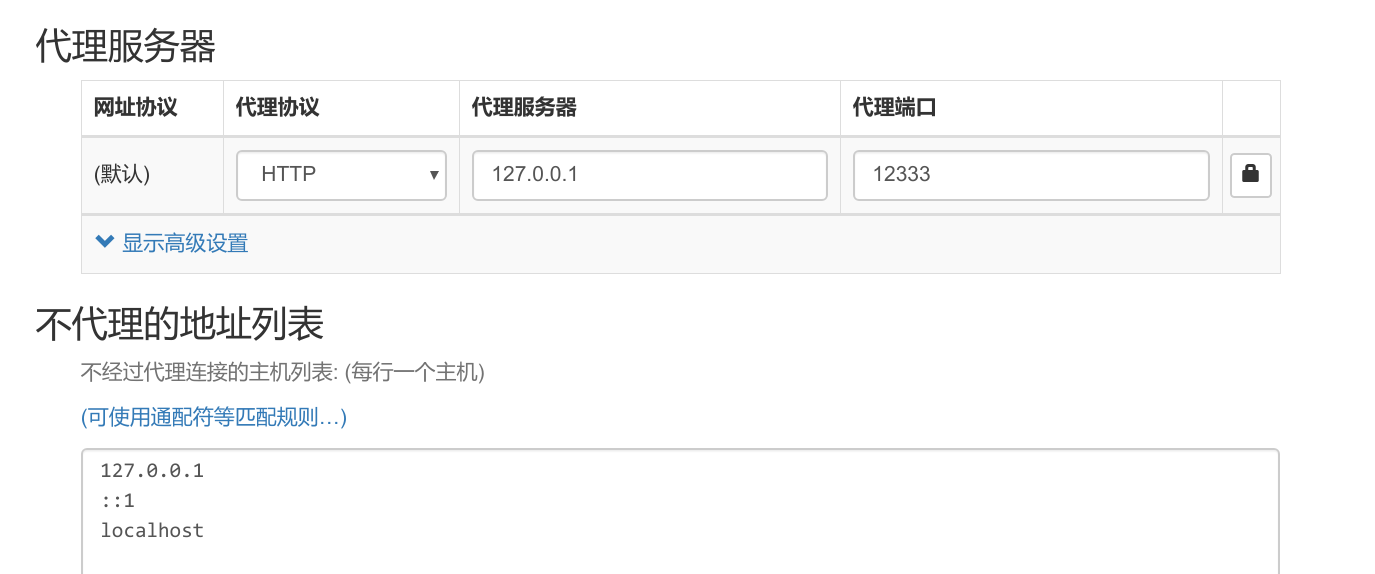 代理服务器
网址协议 代理协议 代理服务器 代理端口
(默认) HTTP 127.0.0.1 12333
显示高级设置
不代理的地址列表
不经过代理连接的主机列表: (每行一个主机)
(可使用通配符等匹配规则…)
127.0.0.1
::1
localhost